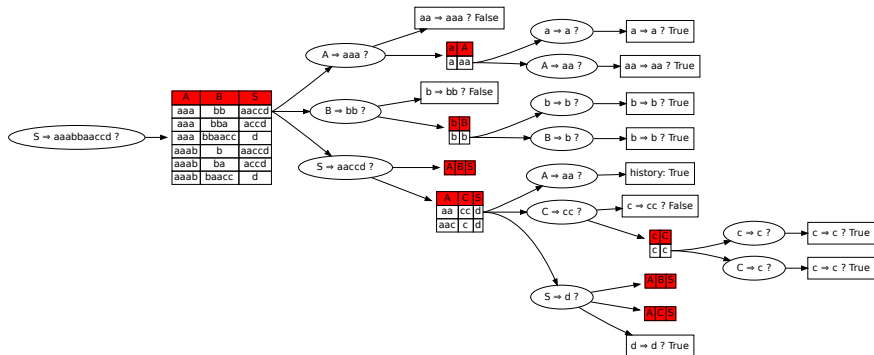 S ⇒ aaabbaaccd ?
A B S
aaa bb aaccd
aaa bba accd
aaa bbaacc d
aaab b aaccd
aaab ba accd
aaab baacc d
A ⇒ aaa ?
aa ⇒ aaa ? False
a A
a aa
a ⇒ a ?
a ⇒ a ? True
A ⇒ aa ?
aa ⇒ aa ? True
B ⇒ bb ?
b ⇒ bb ? False
b B
b b
b ⇒ b ?
b ⇒ b ? True
B ⇒ b ?
b ⇒ b ? True
S ⇒ aaccd ?
A B S
A C S
aa cc d
aac c d
A ⇒ aa ?
history: True
C ⇒ cc ?
c ⇒ cc ? False
c C
c c
c ⇒ c ?
c ⇒ c ? True
C ⇒ c ?
c ⇒ c ? True
S ⇒ d ?
A B S
A C S
d ⇒ d ? True